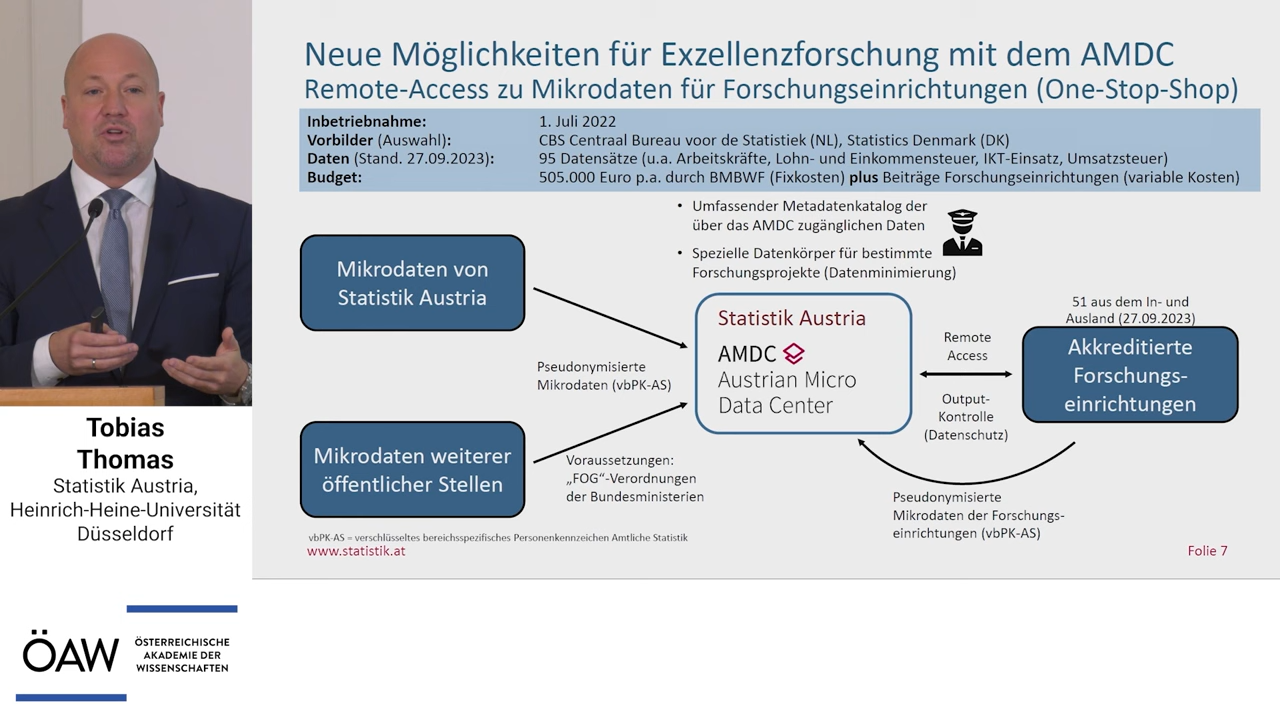 Neue Möglichkeiten für Exzellenzforschung mit dem AMDC
Remote-Access zu Mikrodaten für Forschungseinrichtungen (One-Stop-Shop)
Inbetriebnahme: 1. Juli 2022
Vorbilder (Auswahl): CBS Centraal Bureau voor de Statistiek (NL), Statistics Denmark (DK)
Daten (Stand. 27.09.2023): 95 Datensätze (u.a. Arbeitskräfte, Lohn- und Einkommensteuer, IKT-Einsatz, Umsatzsteuer)
Budget: 505.000 Euro p.a. durch BMBWF (Fixkosten) plus Beiträge Forschungseinrichtungen (variable Kosten)
• Umfassender Metadatenkatalog der
über das AMDC zugänglichen Daten
• Spezielle Datenkörper für bestimmte
Forschungsprojekte (Datenminimierung)
Mikrodaten von
Statistik Austria
Pseudonymisierte
Mikrodaten (vbPK-AS)
Mikrodaten weiterer
öffentlicher Stellen
Voraussetzungen:
„FOG“-Verordnungen
der Bundesministerien
Statistik Austria
AMDC
Austrian Micro
Data Center
Remote
Access
Output-
Kontrolle
(Datenschutz)
51 aus dem In- und
Ausland (27.09.2023)
Akkreditierte
Forschungs-
einrichtungen
Pseudonymisierte
Mikrodaten der Forschungs-
einrichtungen (vbPK-AS)
vbPK-AS = verschlüsseltes bereichsspezifisches Personenkennzeichen Amtliche Statistik
www.statistik.at
Folie 7
Tobias
Thomas
Statistik Austria,
Heinrich-Heine-Universität
Düsseldorf
ÖAW
ÖSTERREICHISCHE
AKADEMIE DER
WISSENSCHAFTEN